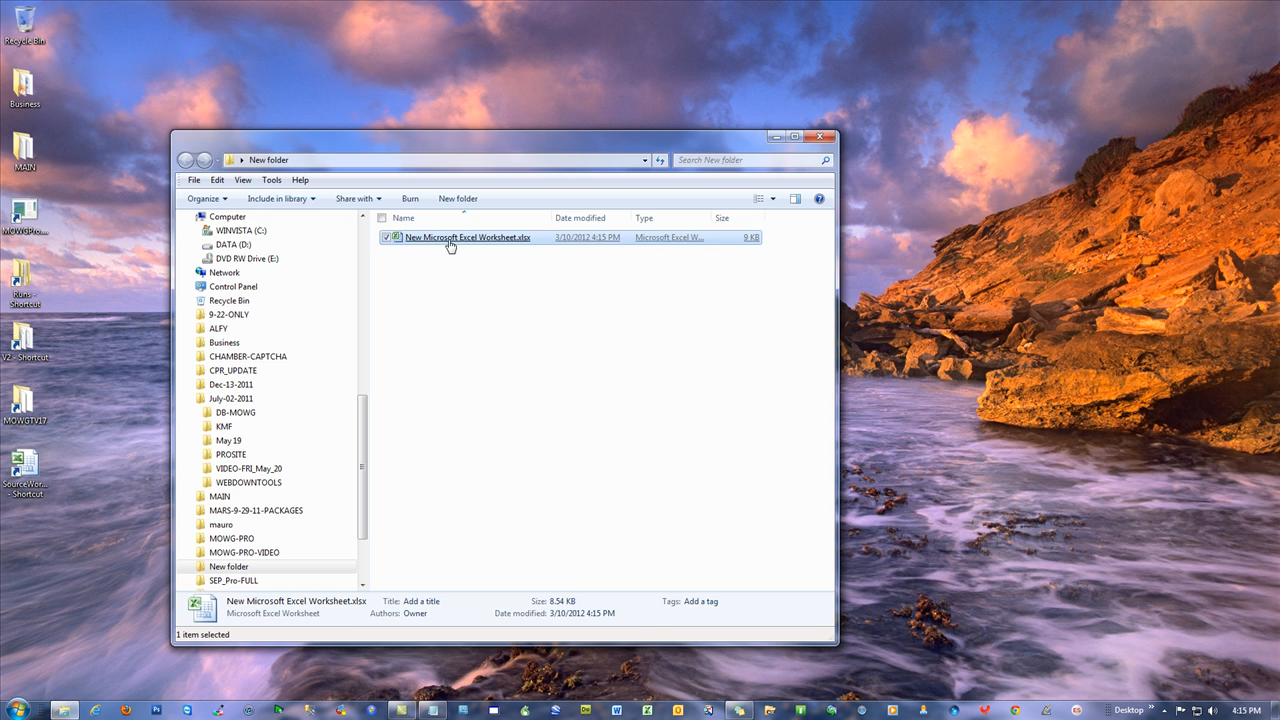 Recycle Bin
Business
MAIN
MOWGPro...
Runs -
Shortcut
V2 - Shortcut
MOWGTV17
SourceWor...
- Shortcut
New folder
Search New folder
File Edit View Tools Help
Organize Include in library Share with Burn New folder
Name Date modified Type Size
New Microsoft Excel Worksheet.xlsx 3/10/2012 4:15 PM Microsoft Excel W... 9 KB
Computer
WINVISTA (C:)
DATA (D:)
DVD RW Drive (E:)
Network
Control Panel
Recycle Bin
9-22-ONLY
ALFY
Business
CHAMBER-CAPTCHA
CPR_UPDATE
Dec-13-2011
July-02-2011
DB-MOWG
KMF
May 19
PROSITE
VIDEO-FRI_May_20
WEBDOWNTOOLS
MAIN
MARS-9-29-11-PACKAGES
mauro
MOWG-PRO
MOWG-PRO-VIDEO
New folder
SEP_Pro-FULL
New Microsoft Excel Worksheet.xlsx Title: Add a title Size: 8.54 KB Tags: Add a tag
Microsoft Excel Worksheet Authors: Owner Date modified: 3/10/2012 4:15 PM
1 item selected
Desktop 4:15 PM